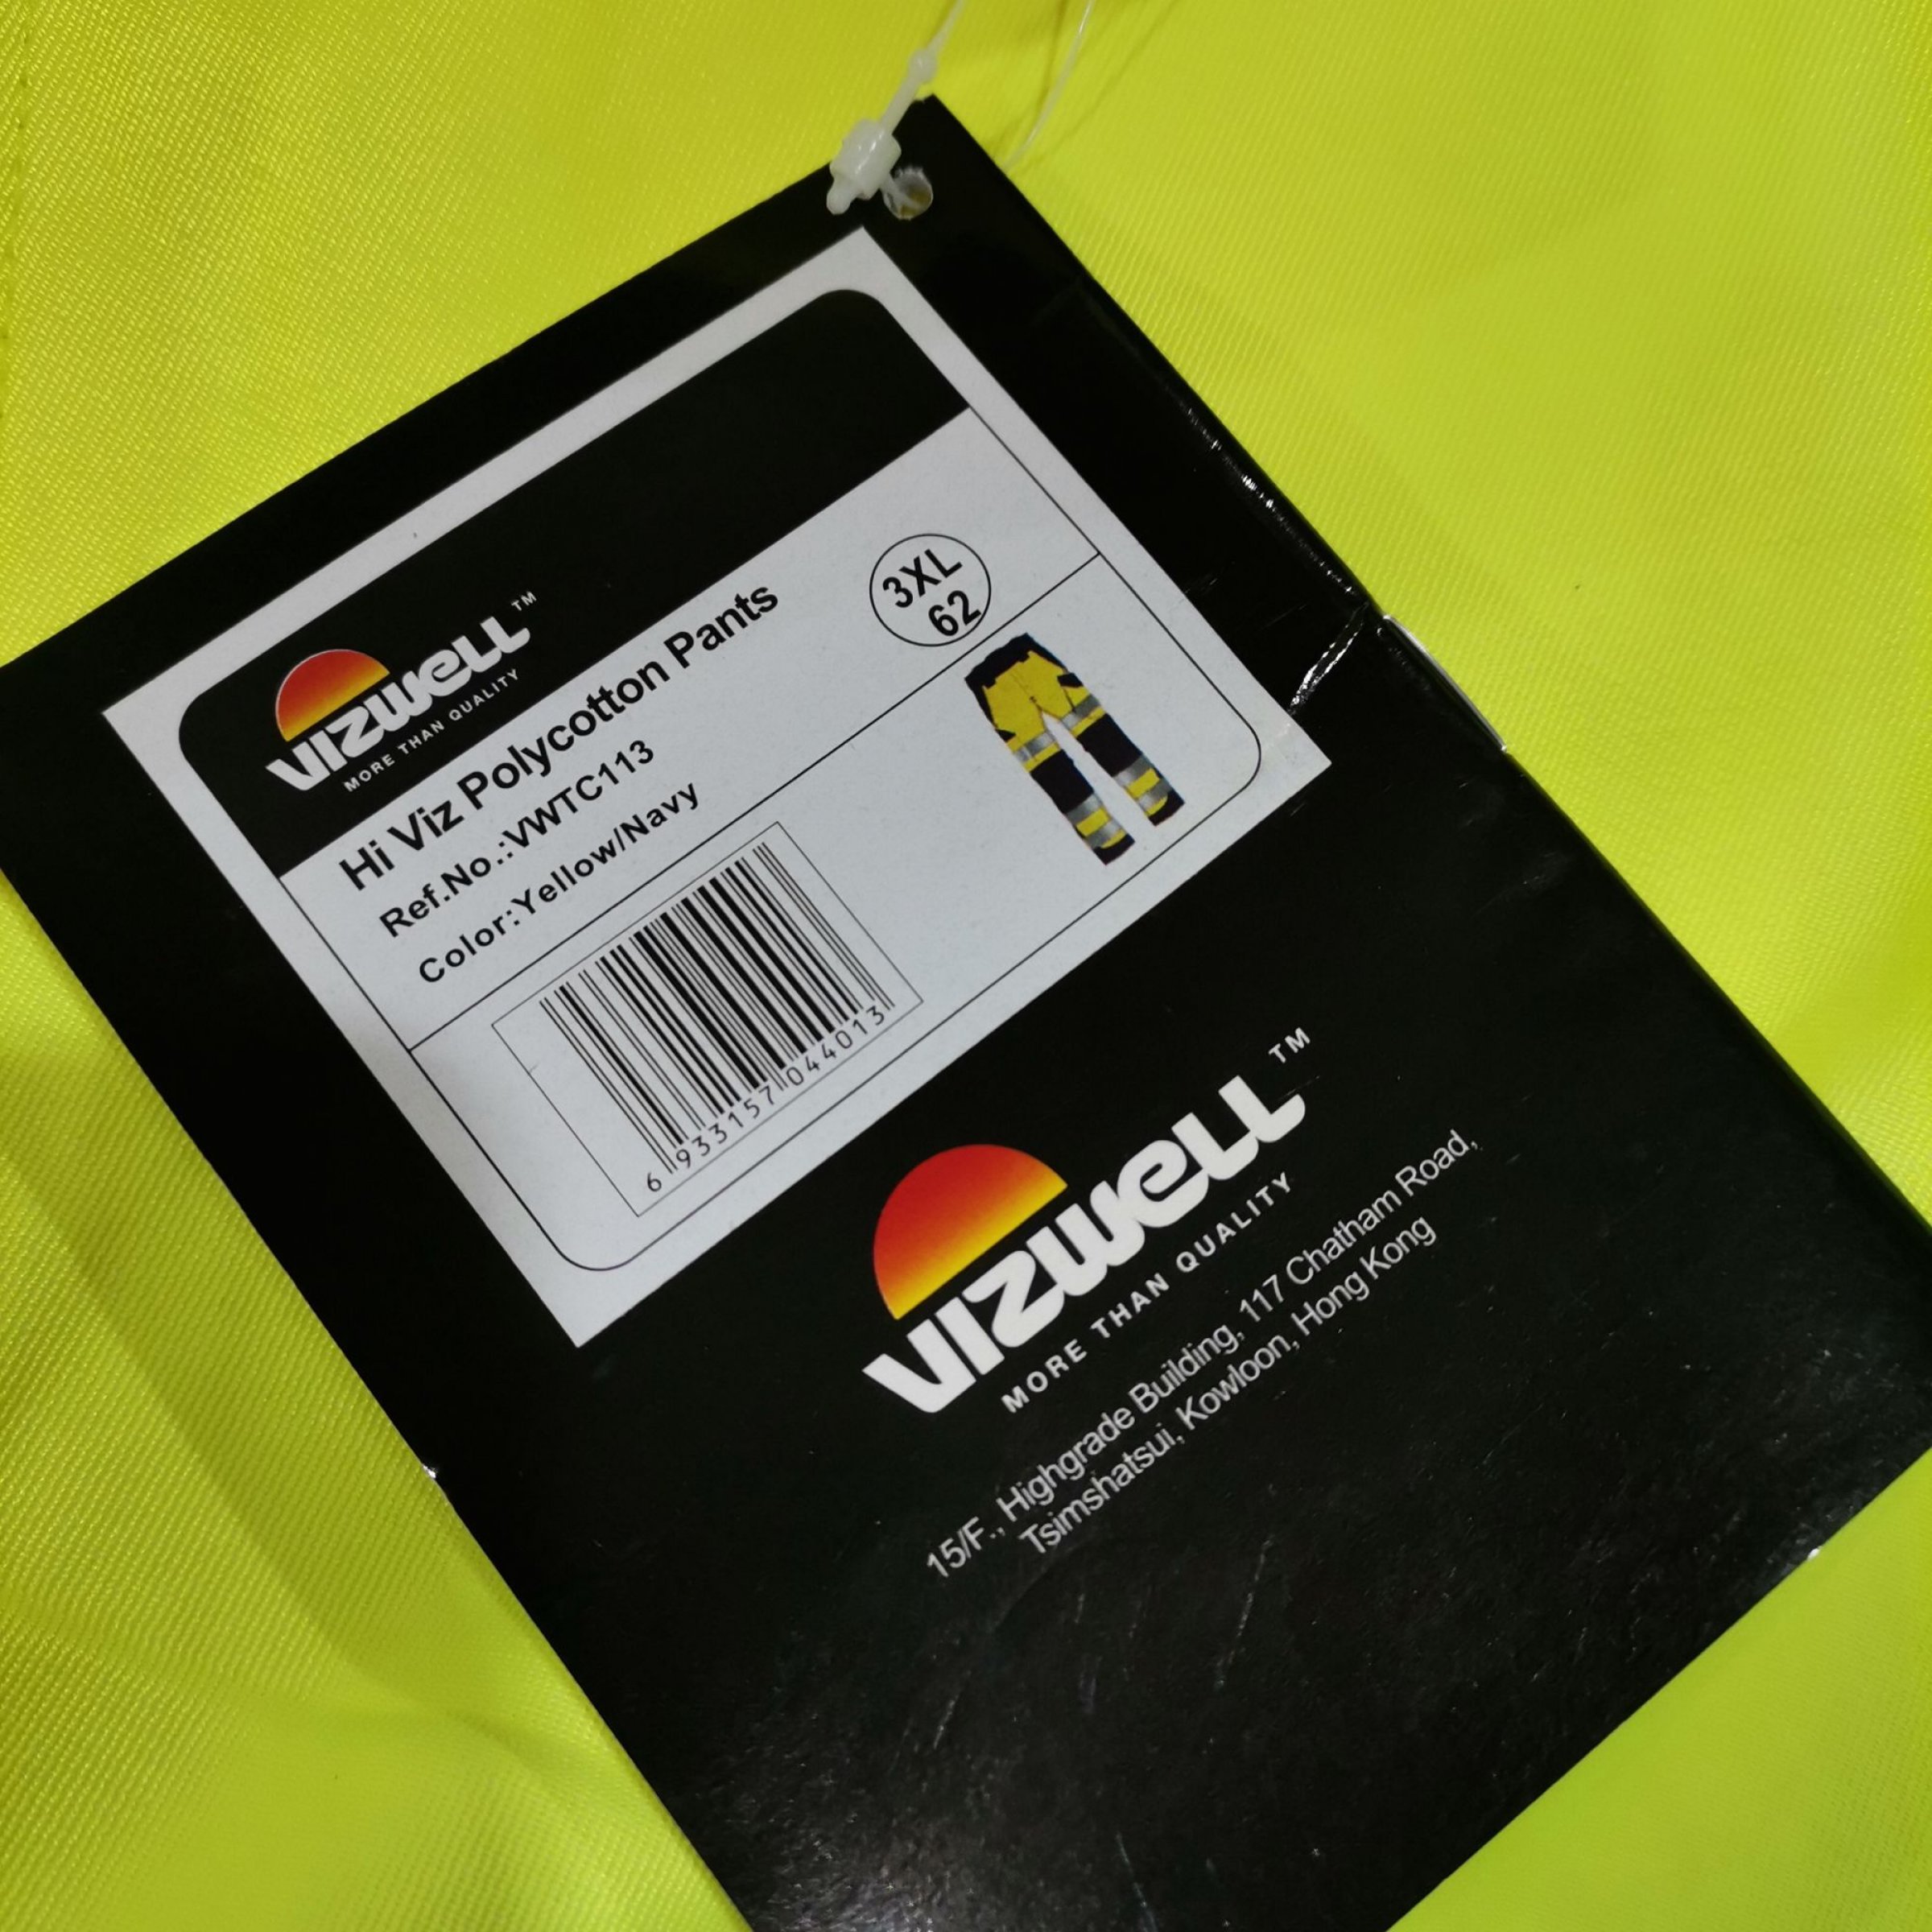 VIZWELL™
MORE THAN QUALITY
Hi Viz Polycotton Pants
Ref.No.:VWTC113
Color:Yellow/Navy
3XL
62
6 933157 044013
VIZWELL™
MORE THAN QUALITY
15/F., Highgrade Building, 117 Chatham Road,
Tsimshatsui, Kowloon, Hong Kong